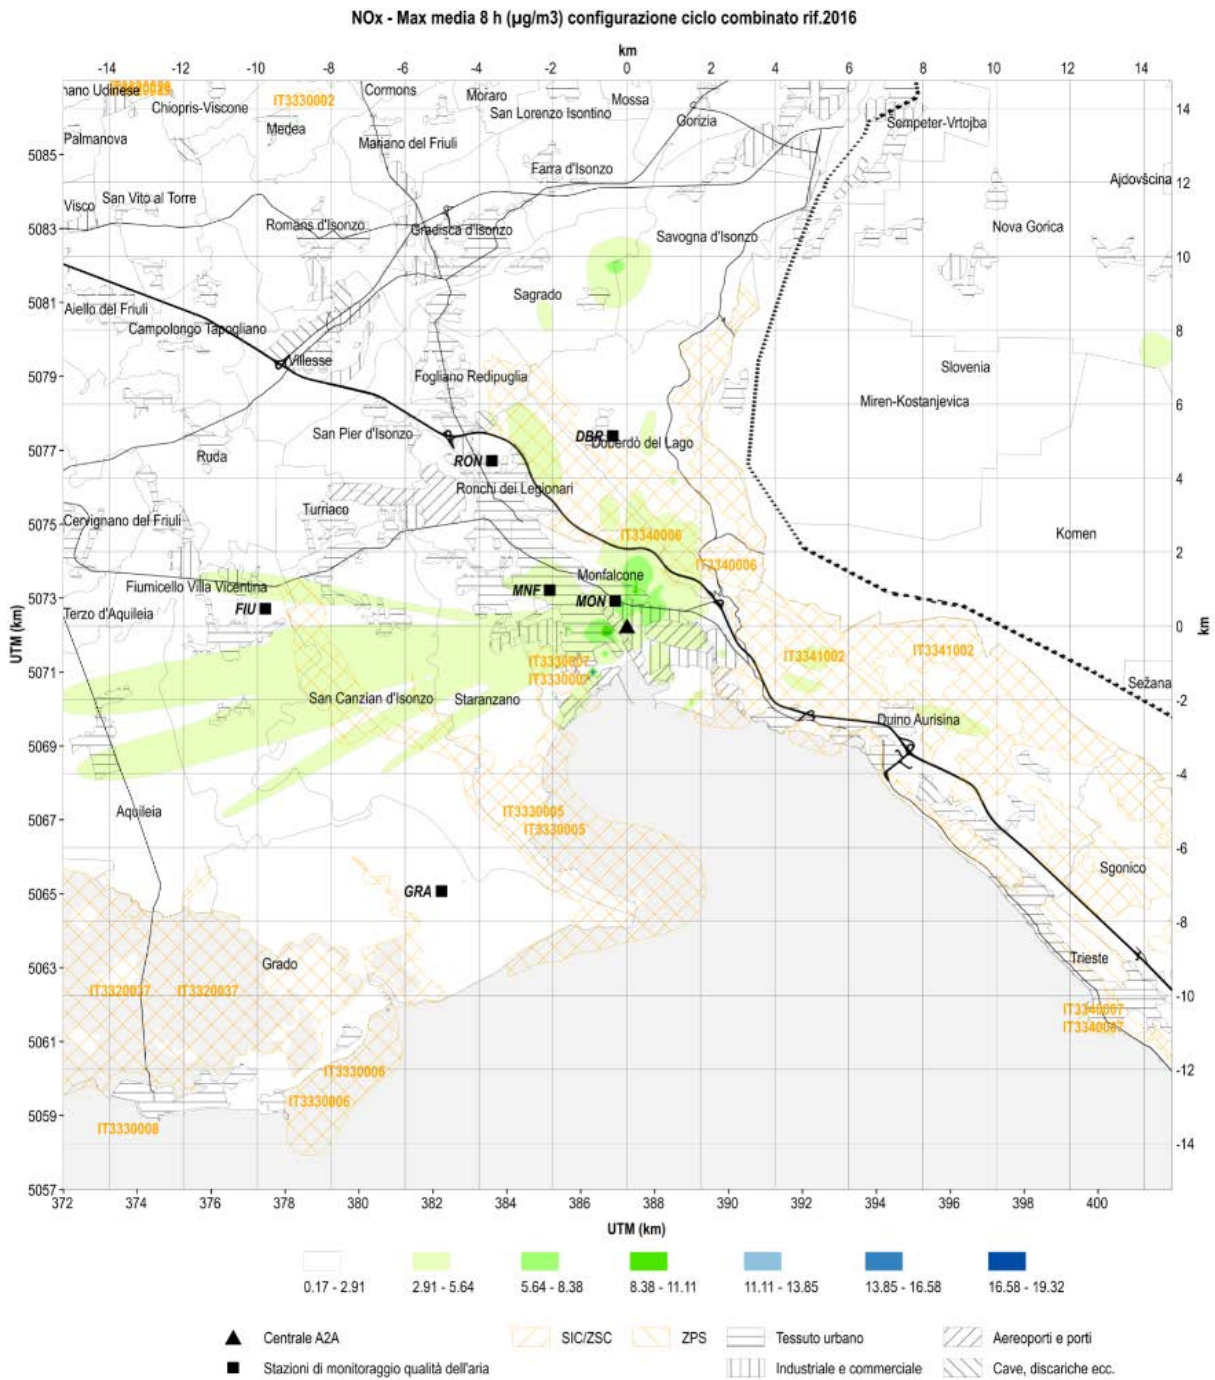 NOx - Max media 8 h (µg/m3) configurazione ciclo combinato rif.2016
km
-14 -12 -10 -8 -6 -4 -2 0 2 4 6 8 10 12 14
IT3330002
Cormons
Moraro
Mossa
Chiopris-Viscone
San Lorenzo Isontino
Gorizia
Sempeter-Vrtojba
14
Palmanova
Medea
Mariano del Friuli
5085
Farra d'Isonzo
Ajdovščina
12
Visco
San Vito al Torre
5083
Romans d'Isonzo
Gradisca d'Isonzo
Savogna d'Isonzo
Nova Gorica
10
Sagrado
5081
Aiello del Friuli
Campolongo Tapogliano
8
Villesse
Slovenia
5079
Fogliano Redipuglia
Miren-Kostanjevica
6
San Pier d'Isonzo
DBR
Doberdò del Lago
5077
Ruda
RON
4
Ronchi dei Legionari
Turriaco
5075
Cervignano del Friuli
IT3340006
Komen
2
IT3340006
Monfalcone
Fiumicello Villa Vicentina
MNF
MON
5073
FIU
Terzo d'Aquileia
0
UTM (km)
km
IT3330007
IT3341002
IT3341002
5071
IT3330007
Sežana
San Canzian d'Isonzo
Staranzano
-2
Duino Aurisina
5069
-4
Aquileia
IT3330005
5067
IT3330005
-6
Sgonico
GRA
5065
-8
Trieste
Grado
5063
IT3320037
IT3320037
-10
IT3340007
IT3340007
5061
IT3330006
-12
IT3330006
5059
IT3330008
-14
5057
372 374 376 378 380 382 384 386 388 390 392 394 396 398 400
UTM (km)
0.17 - 2.91
2.91 - 5.64
5.64 - 8.38
8.38 - 11.11
11.11 - 13.85
13.85 - 16.58
16.58 - 19.32
Centrale A2A
SIC/ZSC
ZPS
Tessuto urbano
Aereoporti e porti
Stazioni di monitoraggio qualità dell'aria
Industriale e commerciale
Cave, discariche ecc.